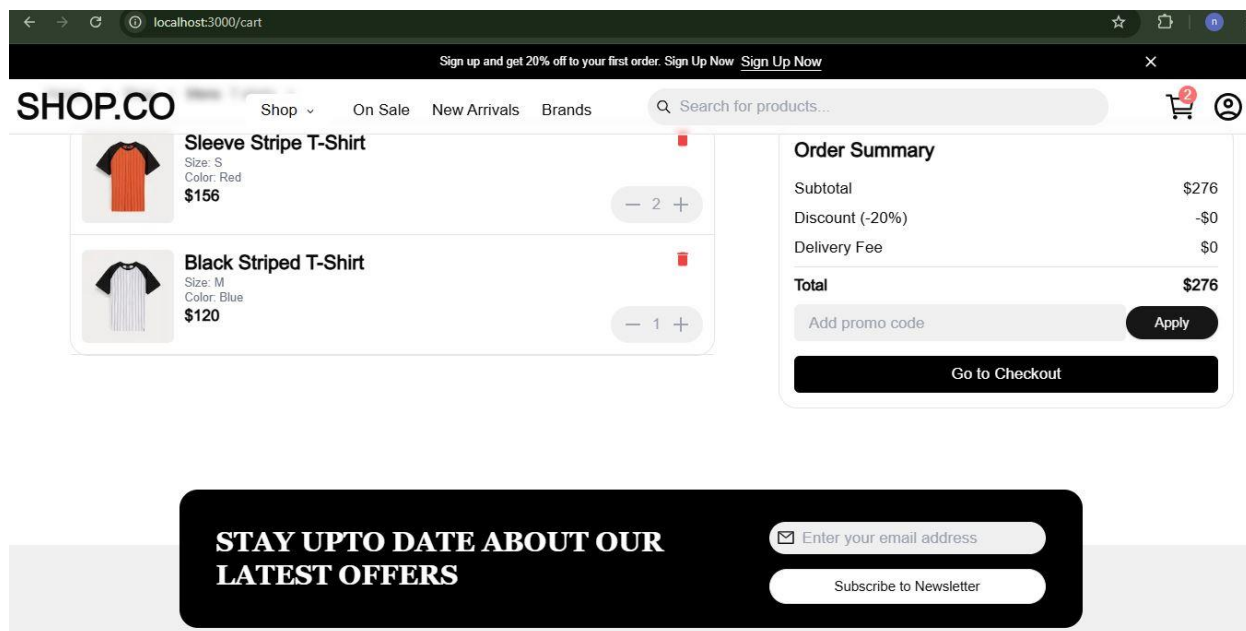 localhost:3000/cart
n
Sign up and get 20% off to your first order. Sign Up Now Sign Up Now
SHOP.CO
Shop
On Sale
New Arrivals
Brands
Search for products...
2
Sleeve Stripe T-Shirt
Size: S
Color: Red
$156
2
Black Striped T-Shirt
Size: M
Color: Blue
$120
1
Order Summary
Subtotal $276
Discount (-20%) -$0
Delivery Fee $0
Total $276
Add promo code Apply
Go to Checkout
STAY UPTO DATE ABOUT OUR
LATEST OFFERS
Enter your email address
Subscribe to Newsletter